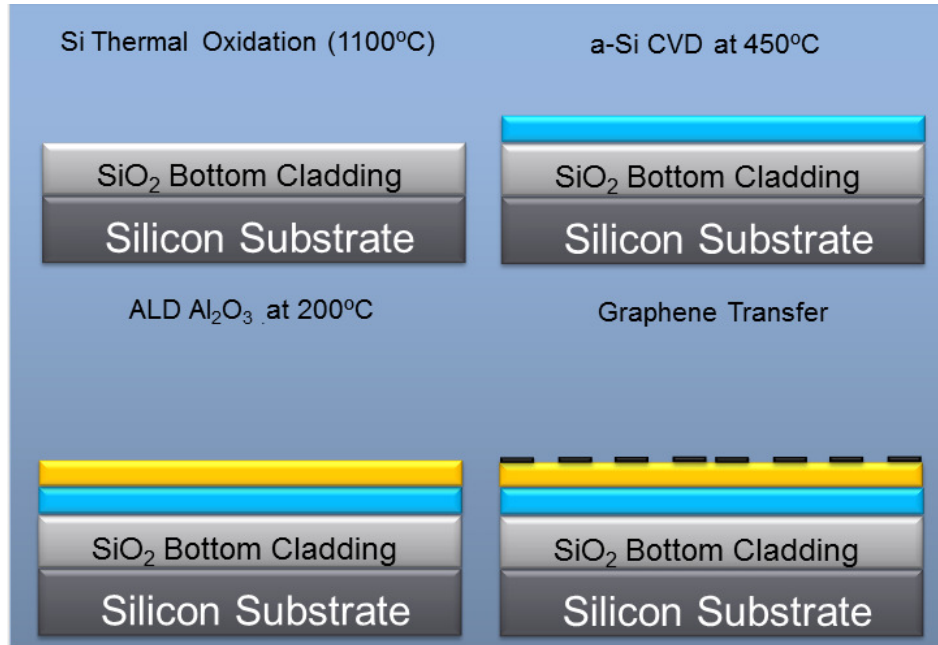 Si Thermal Oxidation (1100ºC)
a-Si CVD at 450ºC
SiO₂ Bottom Cladding
Silicon Substrate
SiO₂ Bottom Cladding
Silicon Substrate
ALD Al₂O₃ at 200ºC
Graphene Transfer
SiO₂ Bottom Cladding
Silicon Substrate
SiO₂ Bottom Cladding
Silicon Substrate